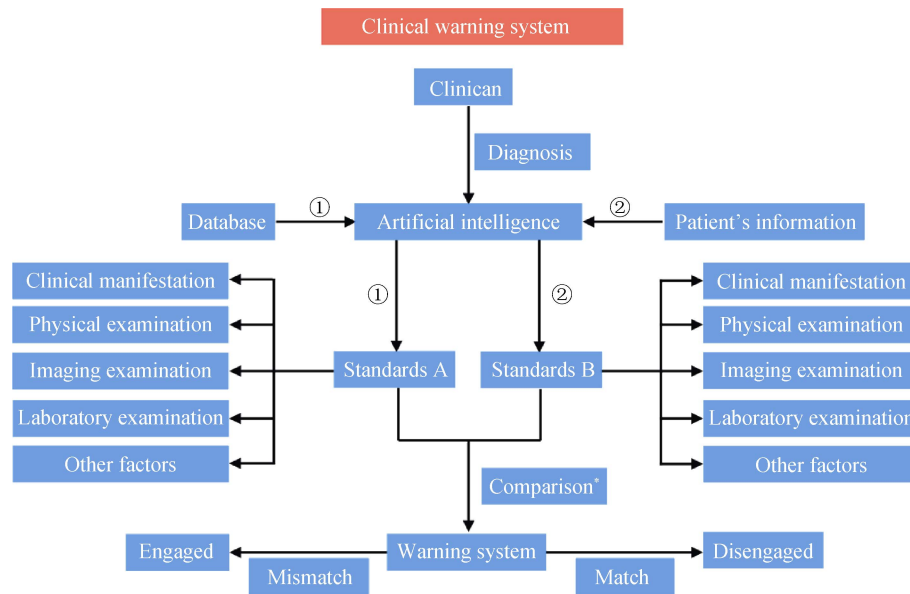 Clinical warning system
Clinican
Diagnosis
Database
①
Artificial intelligence
②
Patient's information
Clinical manifestation
Physical examination
Imaging examination
Laboratory examination
Other factors
①
②
Standards A
Standards B
Clinical manifestation
Physical examination
Imaging examination
Laboratory examination
Other factors
Comparison*
Engaged
Mismatch
Warning system
Match
Disengaged